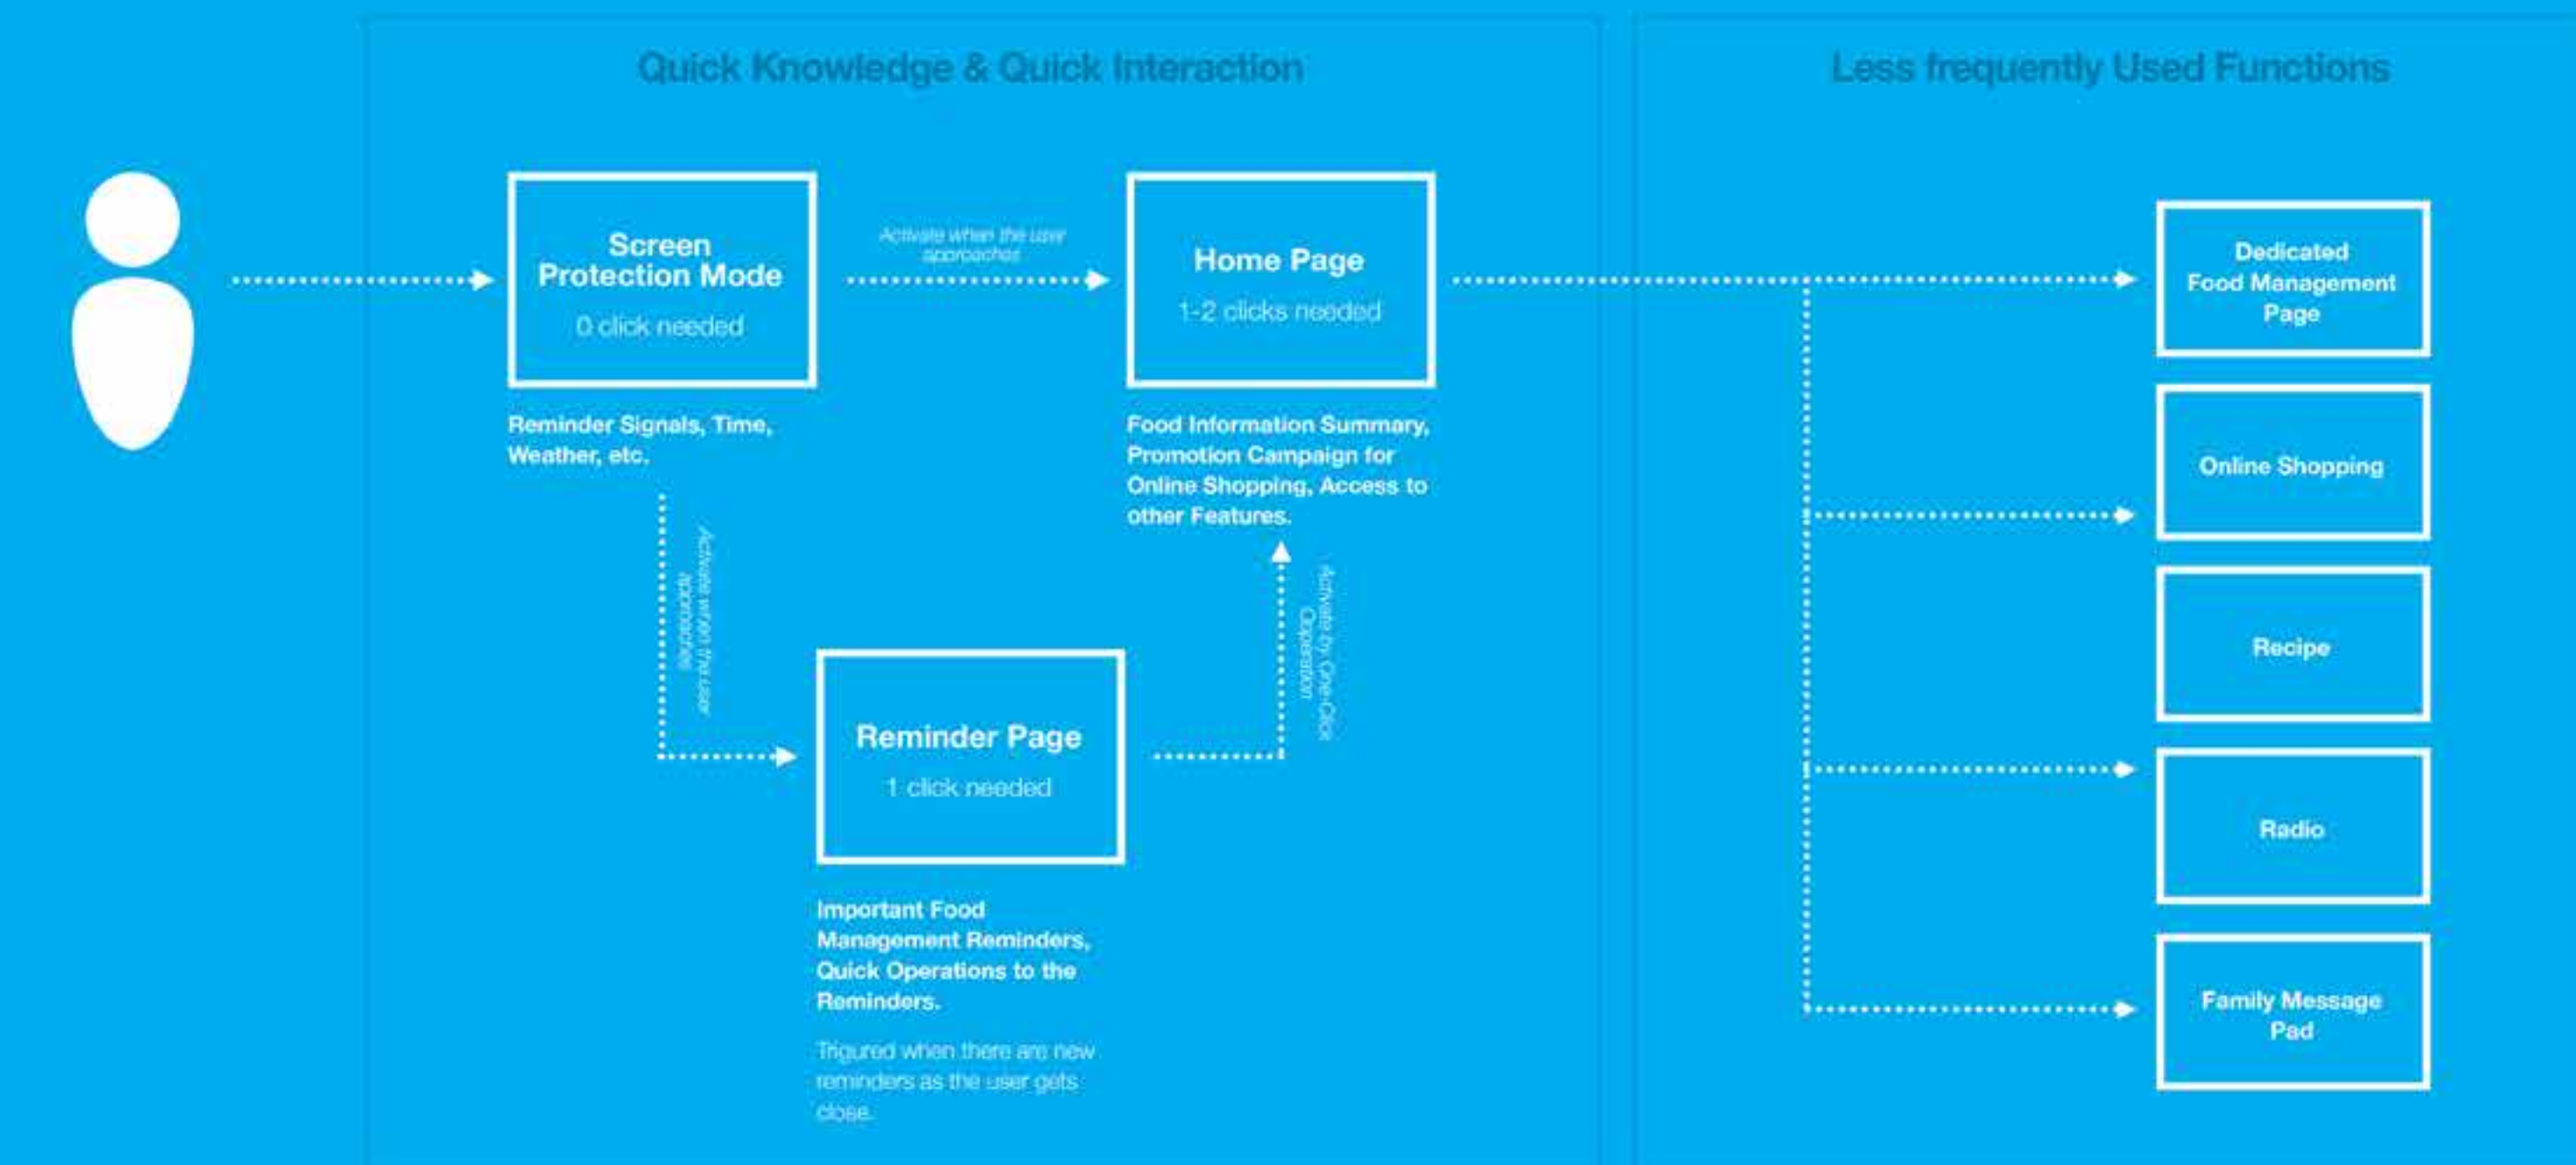 Quick Knowledge & Quick Interaction
Less frequently Used Functions
Screen
Protection Mode
0 click needed
Activate when the user
approaches
Home Page
1-2 clicks needed
Dedicated
Food Management
Page
Reminder Signals, Time,
Weather, etc.
Food Information Summary,
Promotion Campaign for
Online Shopping, Access to
other Features.
Online Shopping
Activate when the user
approaches
Activate by One-Click
Operation
Recipe
Reminder Page
1 click needed
Radio
Important Food
Management Reminders,
Quick Operations to the
Reminders.
Trigured when there are new
reminders as the user gets
close.
Family Message
Pad